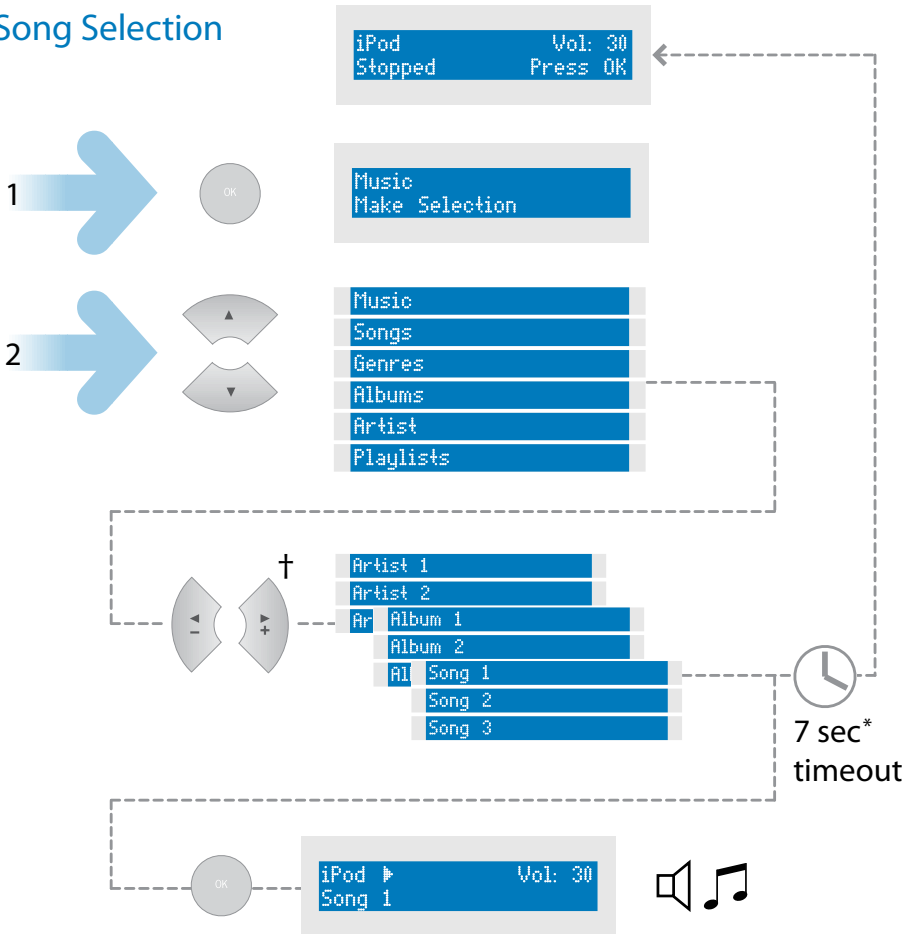 Song Selection
iPod Vol: 30
Stopped Press OK
1
OK
Music
Make Selection
2
Music
Songs
Genres
Albums
Artist
Playlists
†
Artist 1
Artist 2
Ar
Album 1
Album 2
Al
Song 1
Song 2
Song 3
−
+
7 sec*
timeout
OK
iPod Vol: 30
Song 1